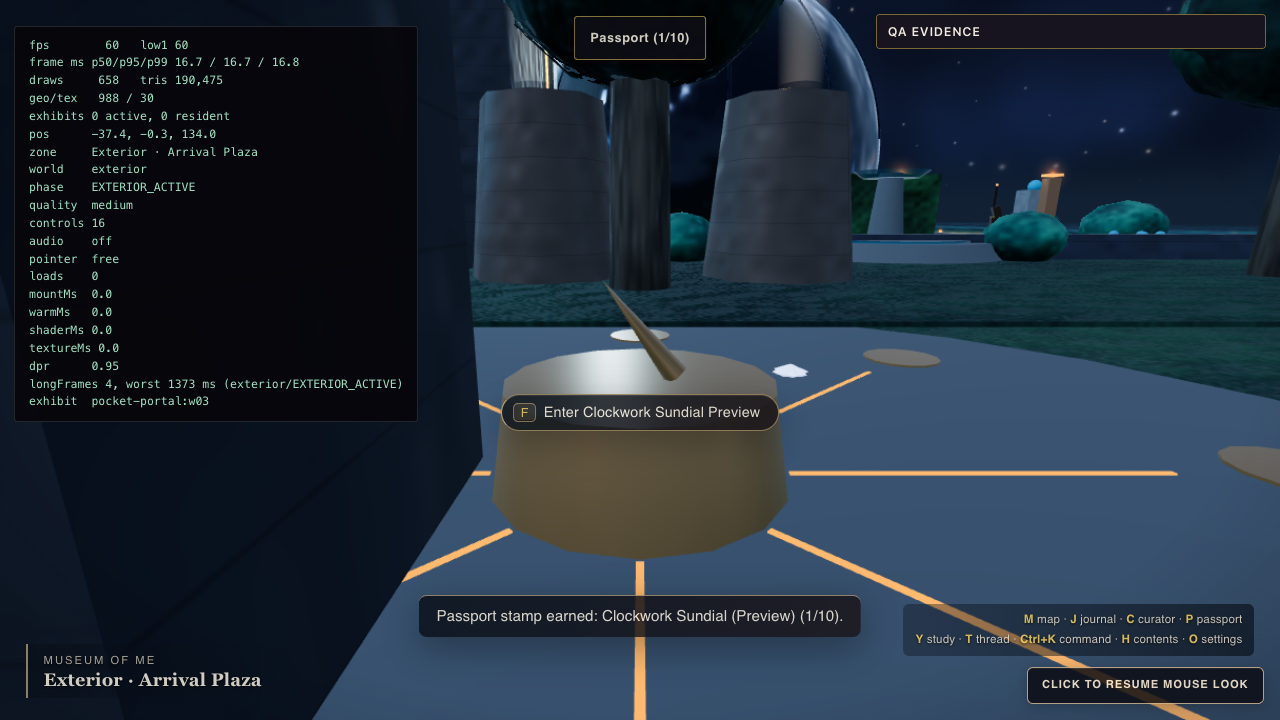 fps 60 low1 60
frame ms p50/p95/p99 16.7 / 16.7 / 16.8
draws 658 tris 190,475
geo/tex 988 / 30
exhibits 0 active, 0 resident
pos −37.4, −0.3, 134.0
zone Exterior · Arrival Plaza
world exterior
phase EXTERIOR_ACTIVE
quality medium
controls 16
audio off
pointer free
loads 0
mountMs 0.0
warmMs 0.0
shaderMs 0.0
textureMs 0.0
dpr 0.95
longFrames 4, worst 1373 ms (exterior/EXTERIOR_ACTIVE)
exhibit pocket-portal:w03
Passport (1/10)
QA EVIDENCE
F Enter Clockwork Sundial Preview
Passport stamp earned: Clockwork Sundial (Preview) (1/10).
M map · J journal · C curator · P passport
Y study · T thread · Ctrl+K command · H contents · O settings
CLICK TO RESUME MOUSE LOOK
MUSEUM OF ME
Exterior · Arrival Plaza